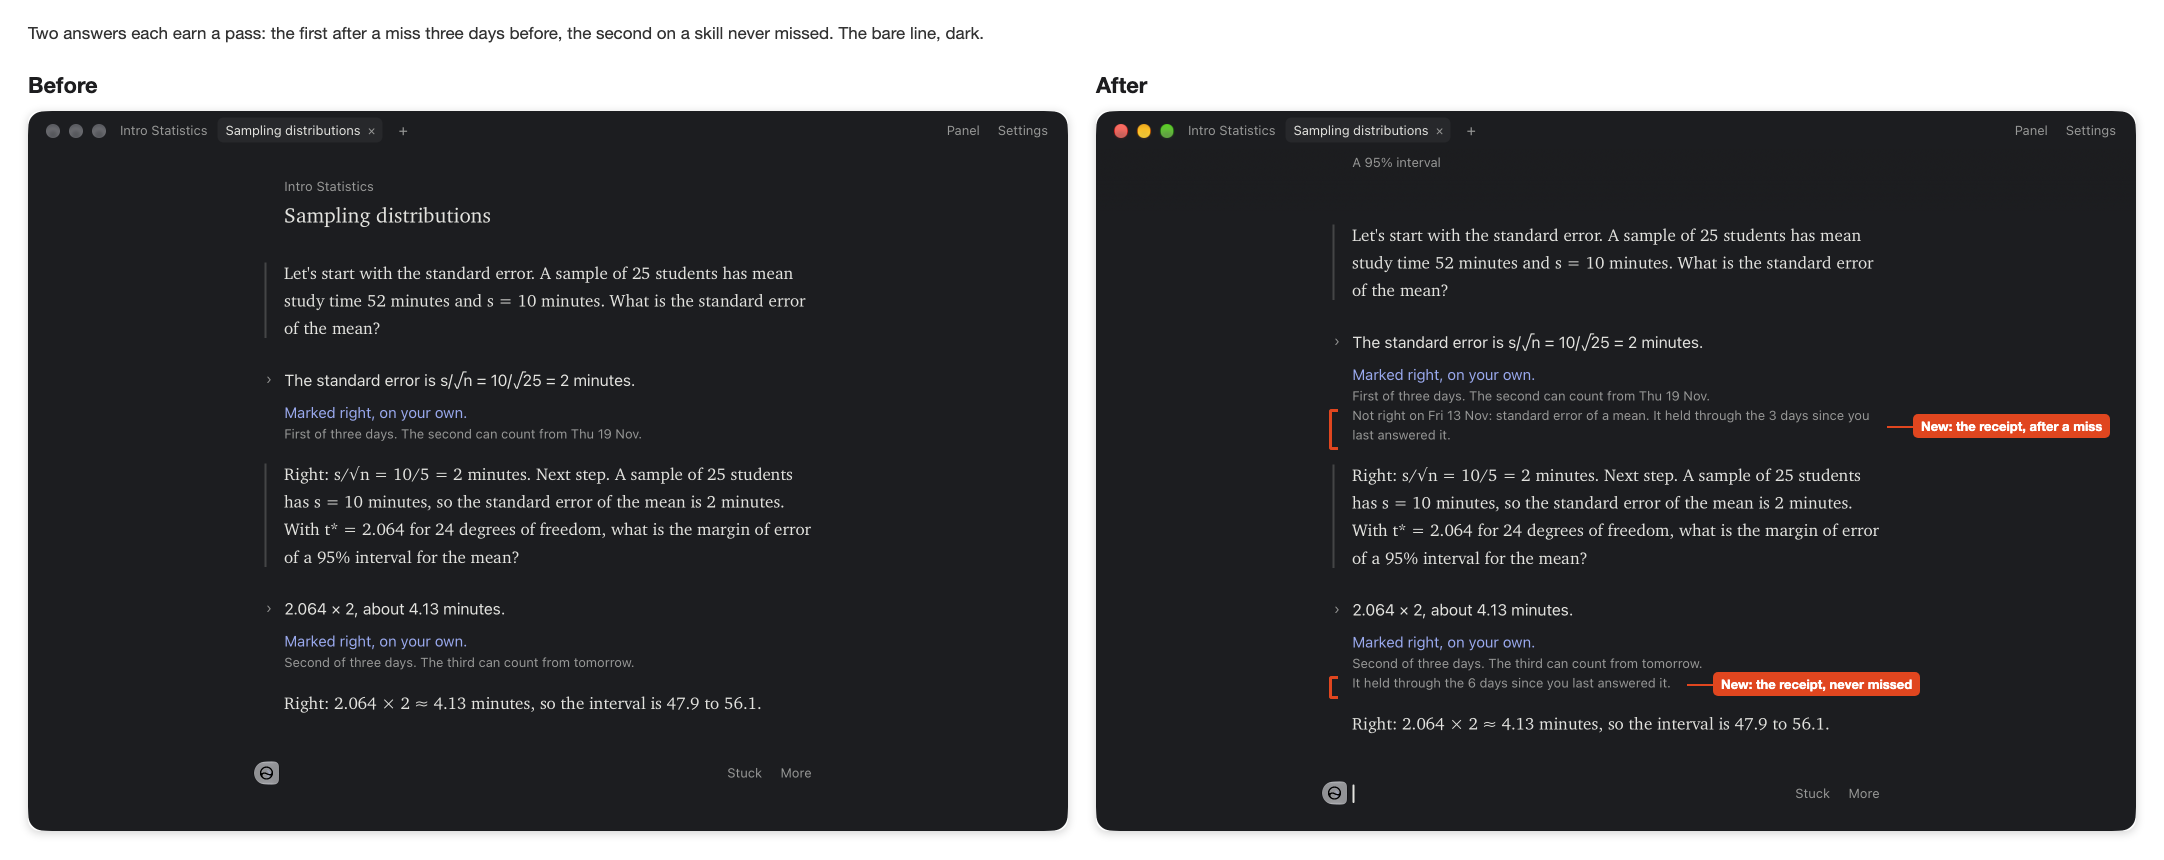 Two answers each earn a pass: the first after a miss three days before, the second on a skill never missed. The bare line, dark.
Before
Intro Statistics
Sampling distributions ×
+
Panel
Settings
Intro Statistics
Sampling distributions
Let's start with the standard error. A sample of 25 students has mean
study time 52 minutes and s = 10 minutes. What is the standard error
of the mean?
› The standard error is s/√n = 10/√25 = 2 minutes.
Marked right, on your own.
First of three days. The second can count from Thu 19 Nov.
Right: s/√n = 10/5 = 2 minutes. Next step. A sample of 25 students
has s = 10 minutes, so the standard error of the mean is 2 minutes.
With t* = 2.064 for 24 degrees of freedom, what is the margin of error
of a 95% interval for the mean?
› 2.064 × 2, about 4.13 minutes.
Marked right, on your own.
Second of three days. The third can count from tomorrow.
Right: 2.064 × 2 ≈ 4.13 minutes, so the interval is 47.9 to 56.1.
Stuck
More
After
Intro Statistics
Sampling distributions ×
+
Panel
Settings
A 95% interval
Let's start with the standard error. A sample of 25 students has mean
study time 52 minutes and s = 10 minutes. What is the standard error
of the mean?
› The standard error is s/√n = 10/√25 = 2 minutes.
Marked right, on your own.
First of three days. The second can count from Thu 19 Nov.
Not right on Fri 13 Nov: standard error of a mean. It held through the 3 days since you
last answered it.
New: the receipt, after a miss
Right: s/√n = 10/5 = 2 minutes. Next step. A sample of 25 students
has s = 10 minutes, so the standard error of the mean is 2 minutes.
With t* = 2.064 for 24 degrees of freedom, what is the margin of error
of a 95% interval for the mean?
› 2.064 × 2, about 4.13 minutes.
Marked right, on your own.
Second of three days. The third can count from tomorrow.
It held through the 6 days since you last answered it.
New: the receipt, never missed
Right: 2.064 × 2 ≈ 4.13 minutes, so the interval is 47.9 to 56.1.
Stuck
More